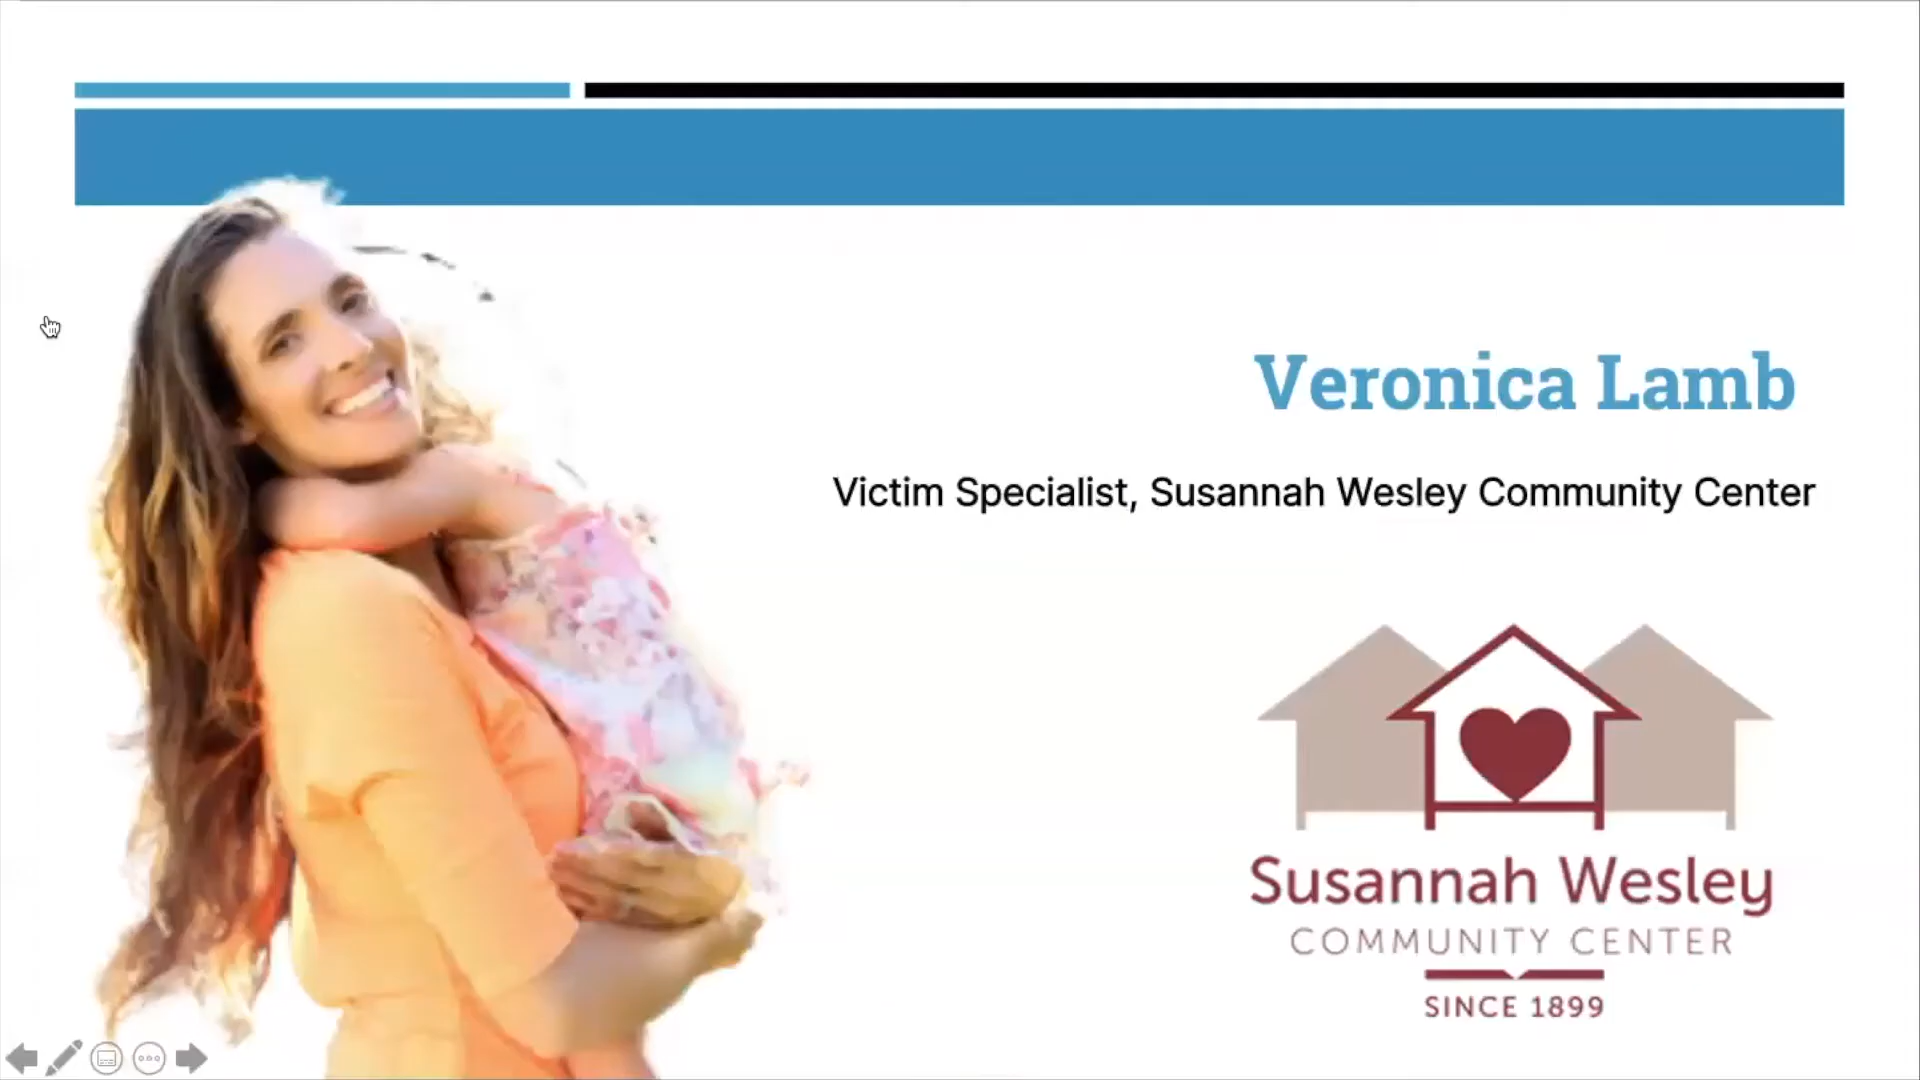 Veronica Lamb
Victim Specialist, Susannah Wesley Community Center
Susannah Wesley
COMMUNITY CENTER
SINCE 1899